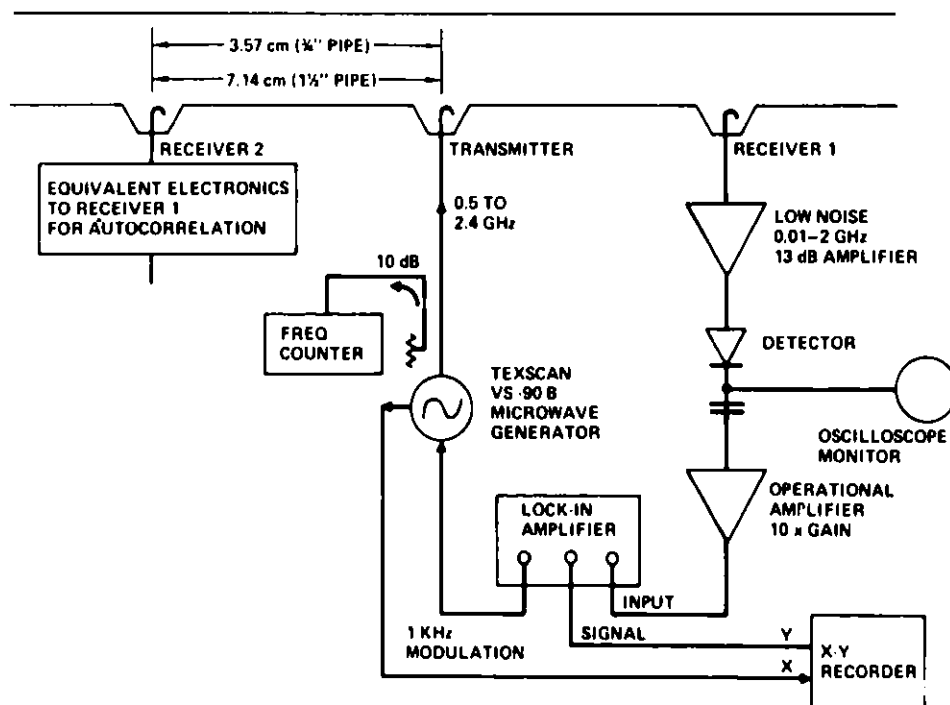 3.57 cm (¾" PIPE)
7.14 cm (1½" PIPE)
RECEIVER 2
TRANSMITTER
RECEIVER 1
EQUIVALENT ELECTRONICS
TO RECEIVER 1
FOR AUTOCORRELATION
0.5 TO
2.4 GHz
LOW NOISE
0.01–2 GHz
13 dB AMPLIFIER
10 dB
FREQ
COUNTER
DETECTOR
TEXSCAN
VS-90 B
MICROWAVE
GENERATOR
OSCILLOSCOPE
MONITOR
LOCK-IN
AMPLIFIER
OPERATIONAL
AMPLIFIER
10 x GAIN
INPUT
1 KHz
MODULATION
SIGNAL
Y
X
X-Y
RECORDER